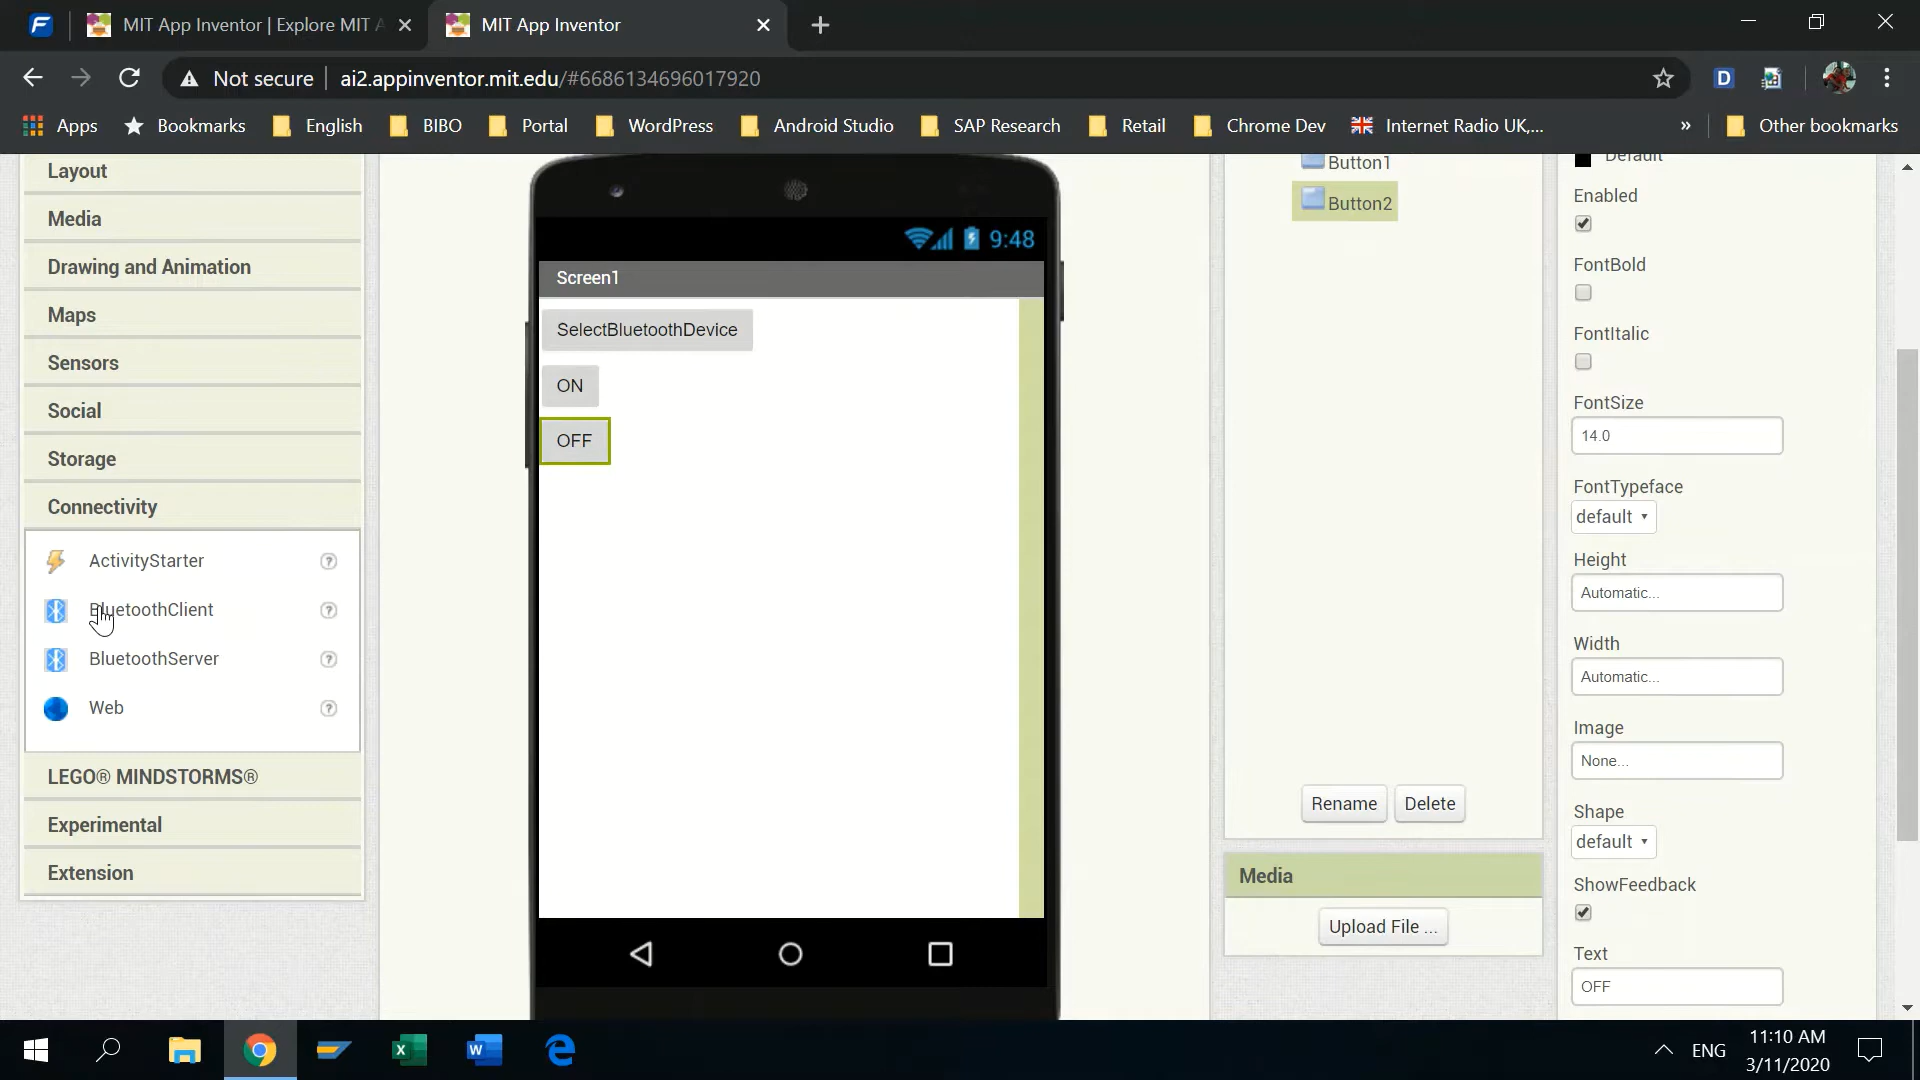 MIT App Inventor | Explore MIT A
MIT App Inventor
Not secure
ai2.appinventor.mit.edu/#6686134696017920
D
Apps
Bookmarks
English
BIBO
Portal
WordPress
Android Studio
SAP Research
Retail
Chrome Dev
Internet Radio UK,...
»
Other bookmarks
Layout
Media
Drawing and Animation
Maps
Sensors
Social
Storage
Connectivity
ActivityStarter
?
BluetoothClient
?
BluetoothServer
?
Web
?
LEGO® MINDSTORMS®
Experimental
Extension
9:48
Screen1
SelectBluetoothDevice
ON
OFF
Button1
Button2
Rename
Delete
Media
Upload File ...
Default
Enabled
FontBold
FontItalic
FontSize
14.0
FontTypeface
default
Height
Automatic...
Width
Automatic...
Image
None...
Shape
default
ShowFeedback
Text
OFF
ENG
11:10 AM
3/11/2020